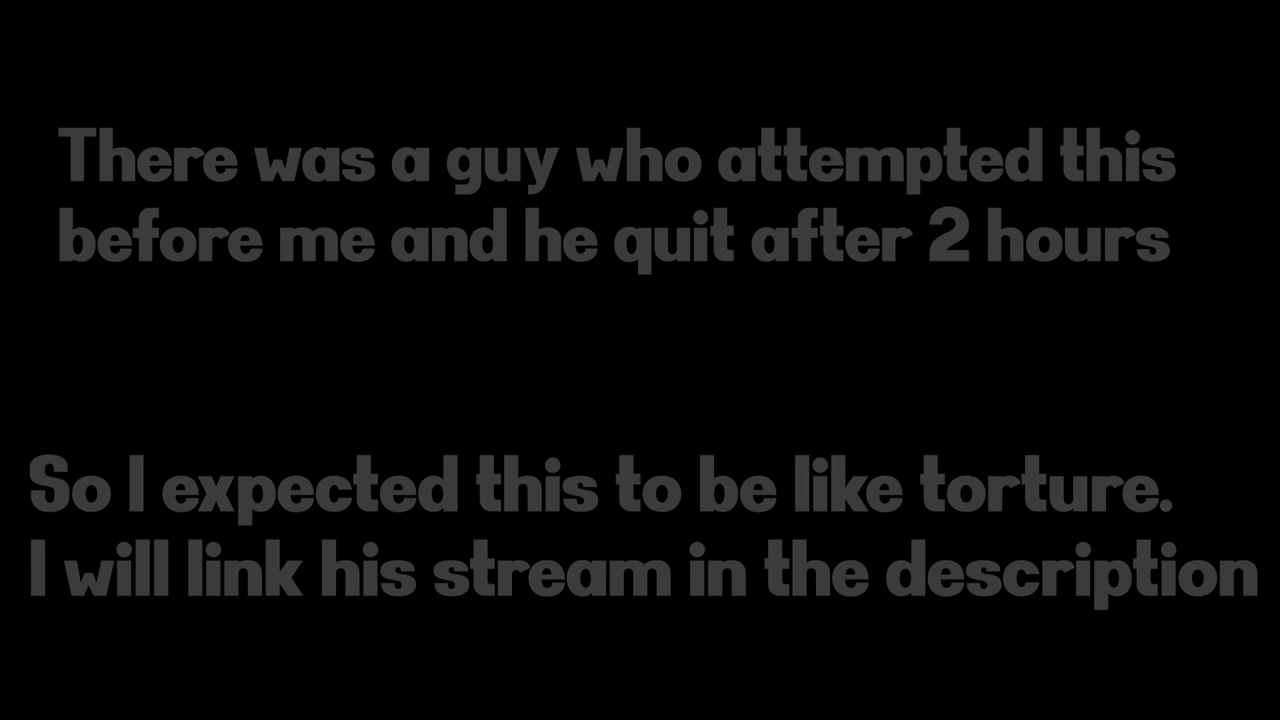 There was a guy who attempted this
before me and he quit after 2 hours
So I expected this to be like torture.
I will link his stream in the description